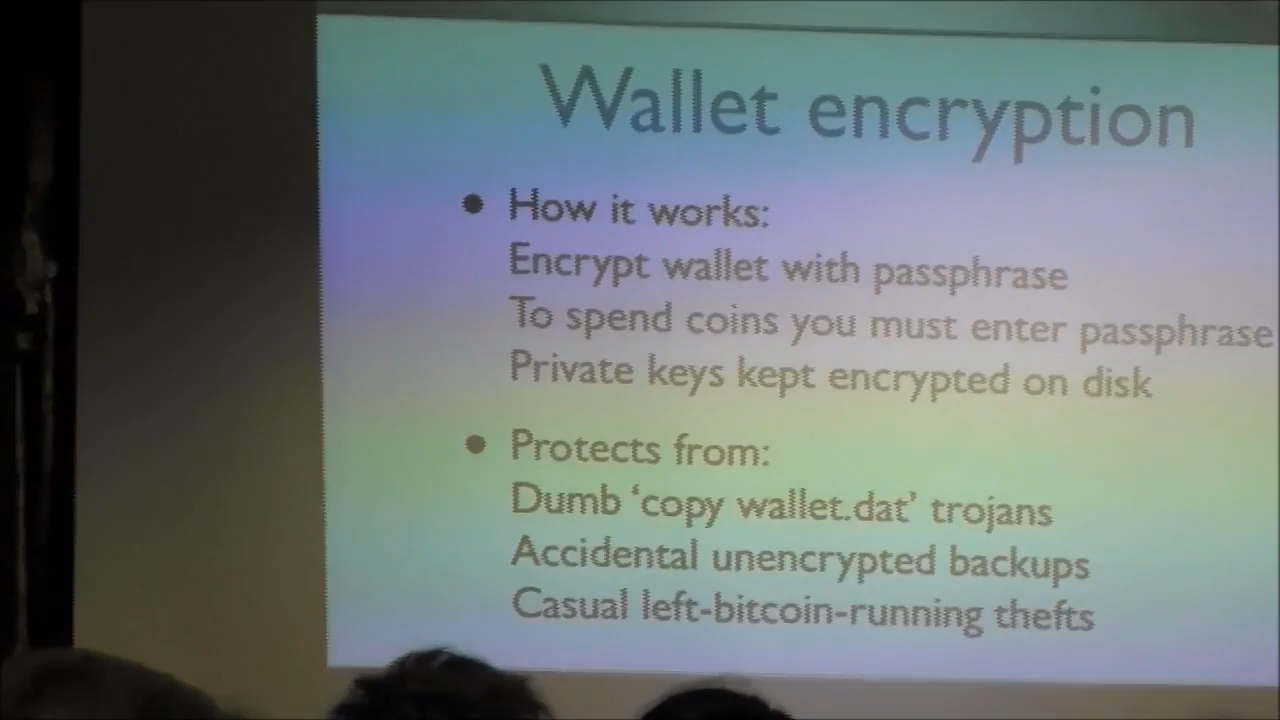 Wallet encryption
• How it works:
Encrypt wallet with passphrase
To spend coins you must enter passphrase
Private keys kept encrypted on disk
• Protects from:
Dumb ‘copy wallet.dat’ trojans
Accidental unencrypted backups
Casual left-bitcoin-running thefts